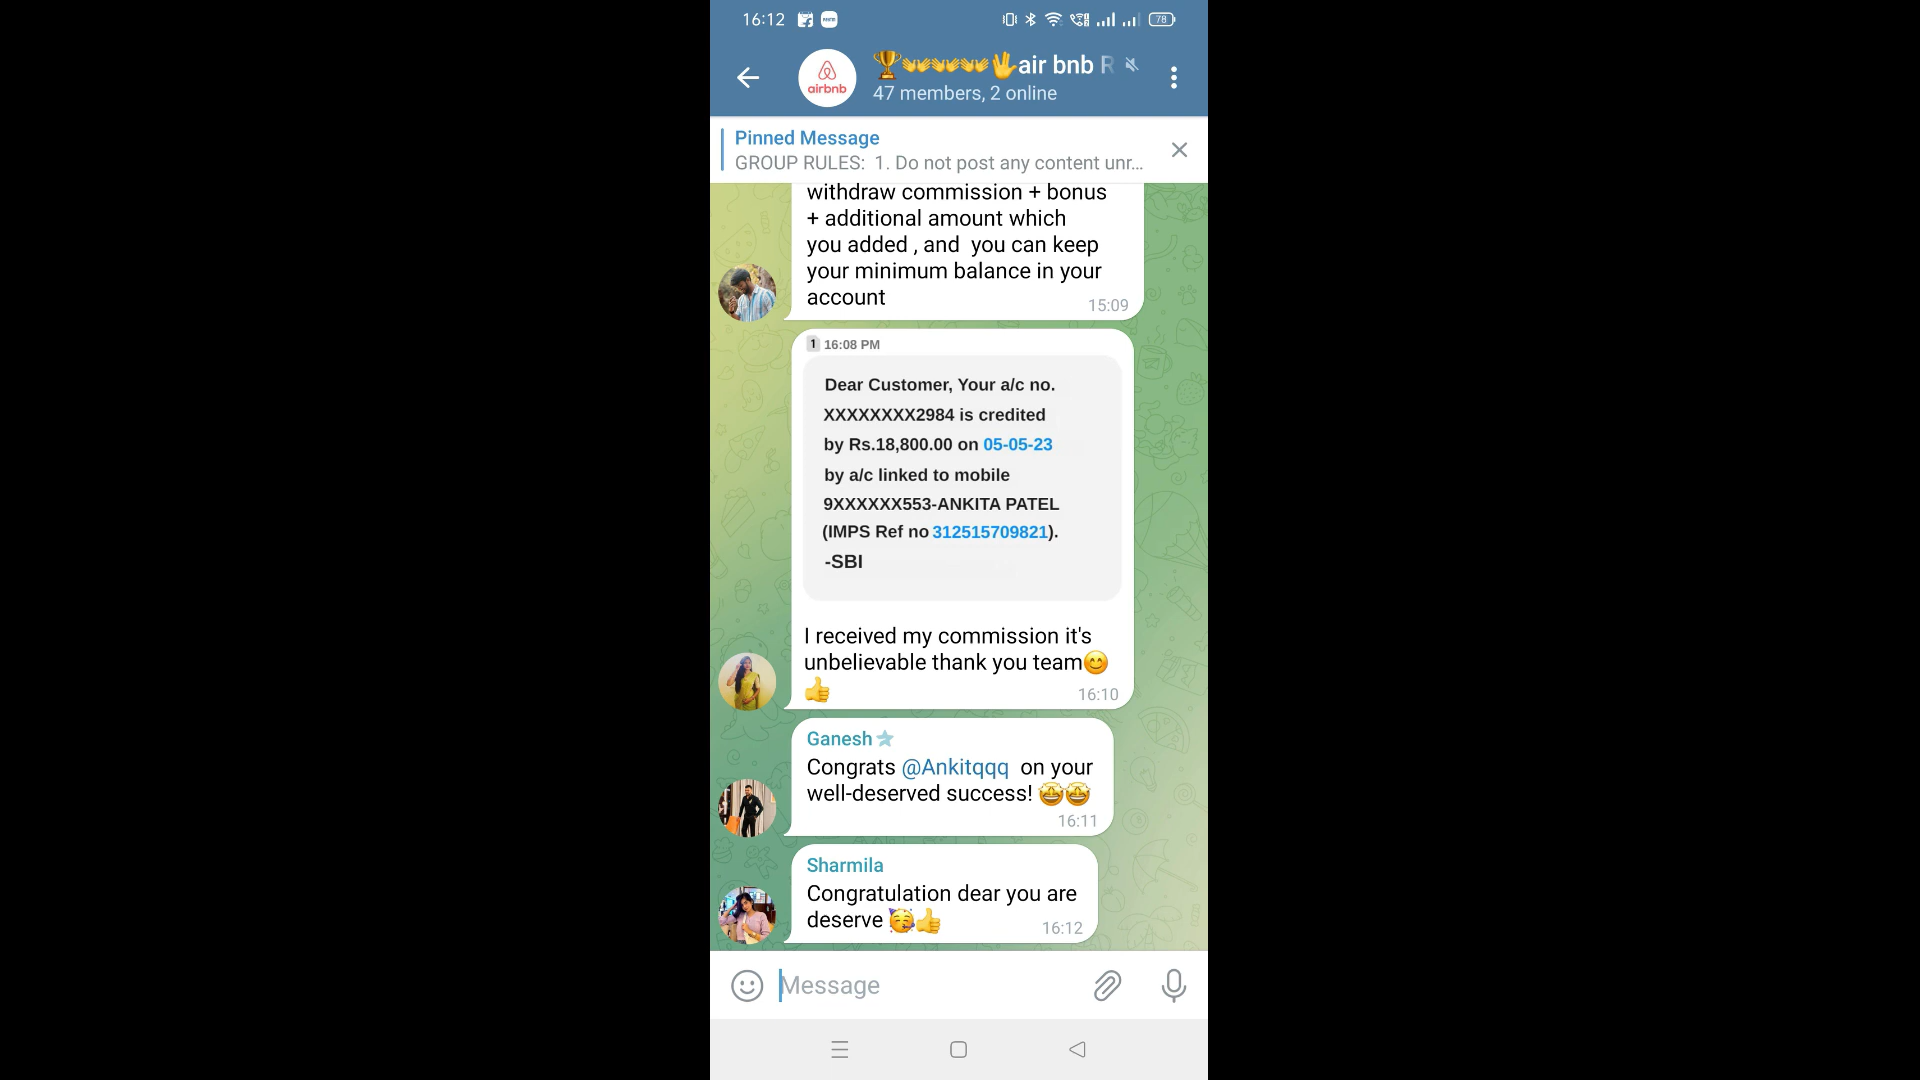 16:12
78
airbnb
air bnb R
47 members, 2 online
Pinned Message
GROUP RULES: 1. Do not post any content unr...
withdraw commission + bonus
+ additional amount which
you added , and you can keep
your minimum balance in your
account
15:09
1 16:08 PM
Dear Customer, Your a/c no.
XXXXXXXX2984 is credited
by Rs.18,800.00 on 05-05-23
by a/c linked to mobile
9XXXXXX553-ANKITA PATEL
(IMPS Ref no 312515709821).
-SBI
I received my commission it's
unbelievable thank you team😊
👍
16:10
Ganesh
Congrats @Ankitqqq on your
well-deserved success! 🤩🤩
16:11
Sharmila
Congratulation dear you are
deserve 🥳👍
16:12
Message